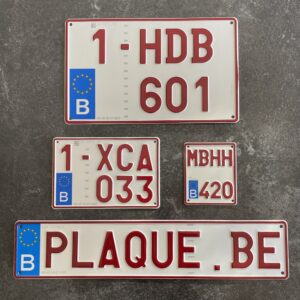 1-HDB
B 601
1-XCA
B 033
MBHH
B 420
B PLAQUE.BE